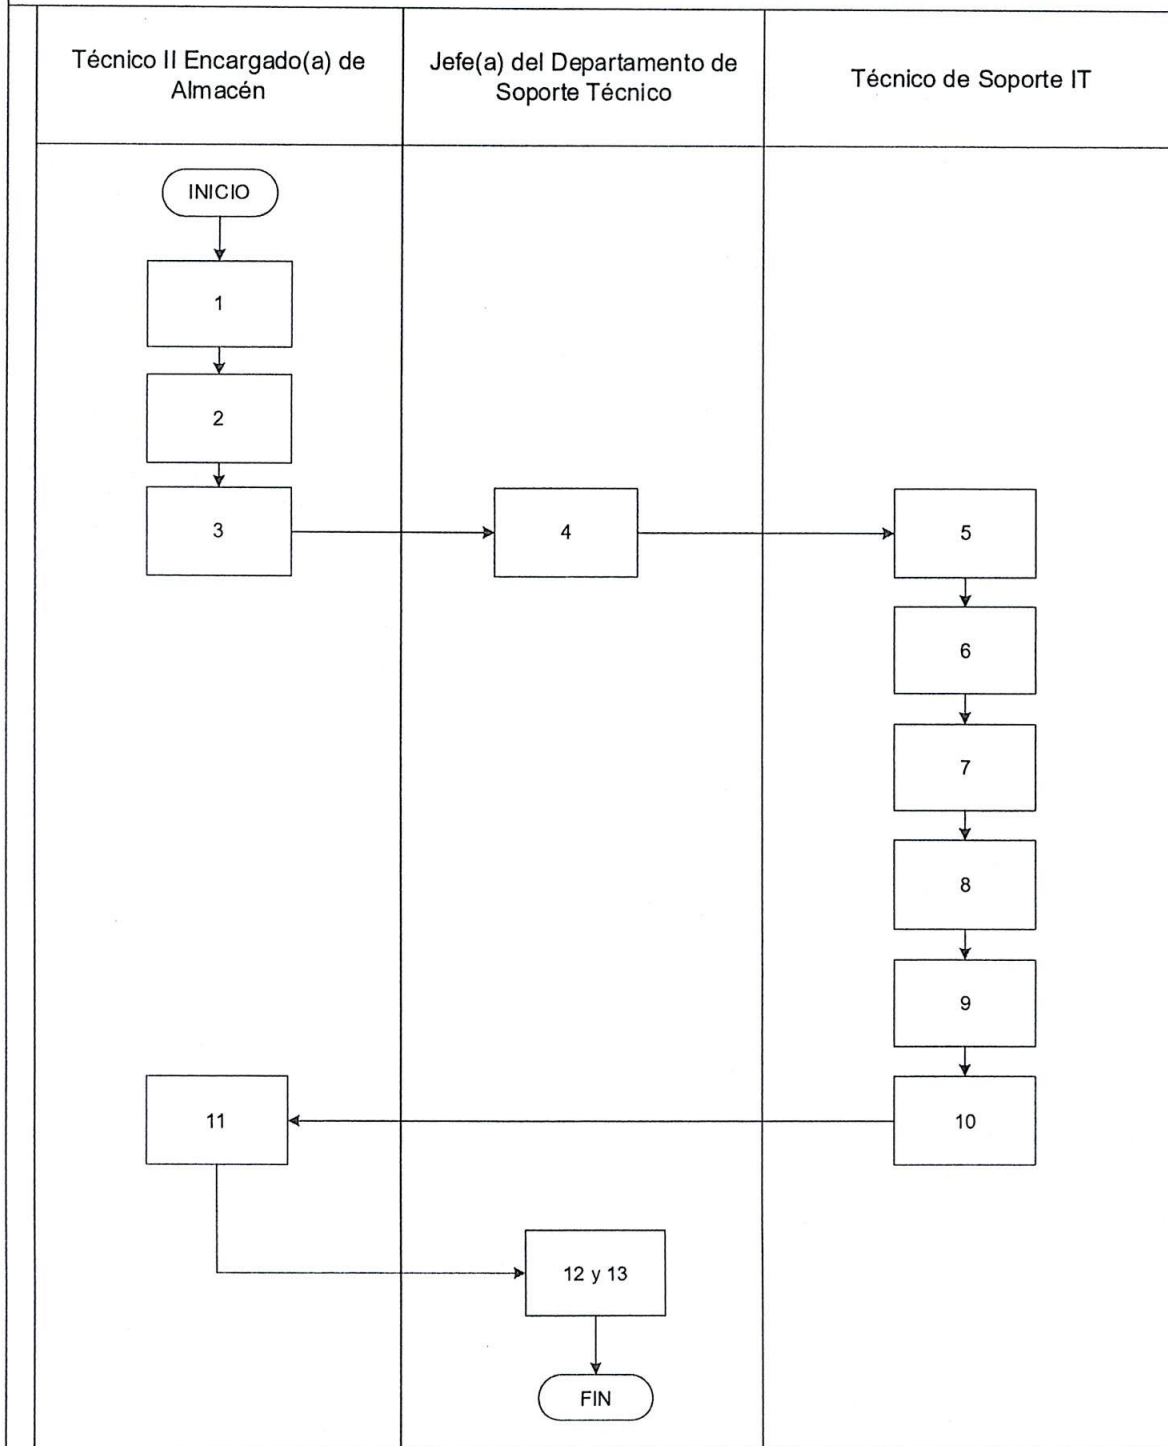 Técnico II Encargado(a) de
Almacén
Jefe(a) del Departamento de
Soporte Técnico
Técnico de Soporte IT
INICIO
1
2
3
4
5
6
7
8
9
10
11
12 y 13
FIN